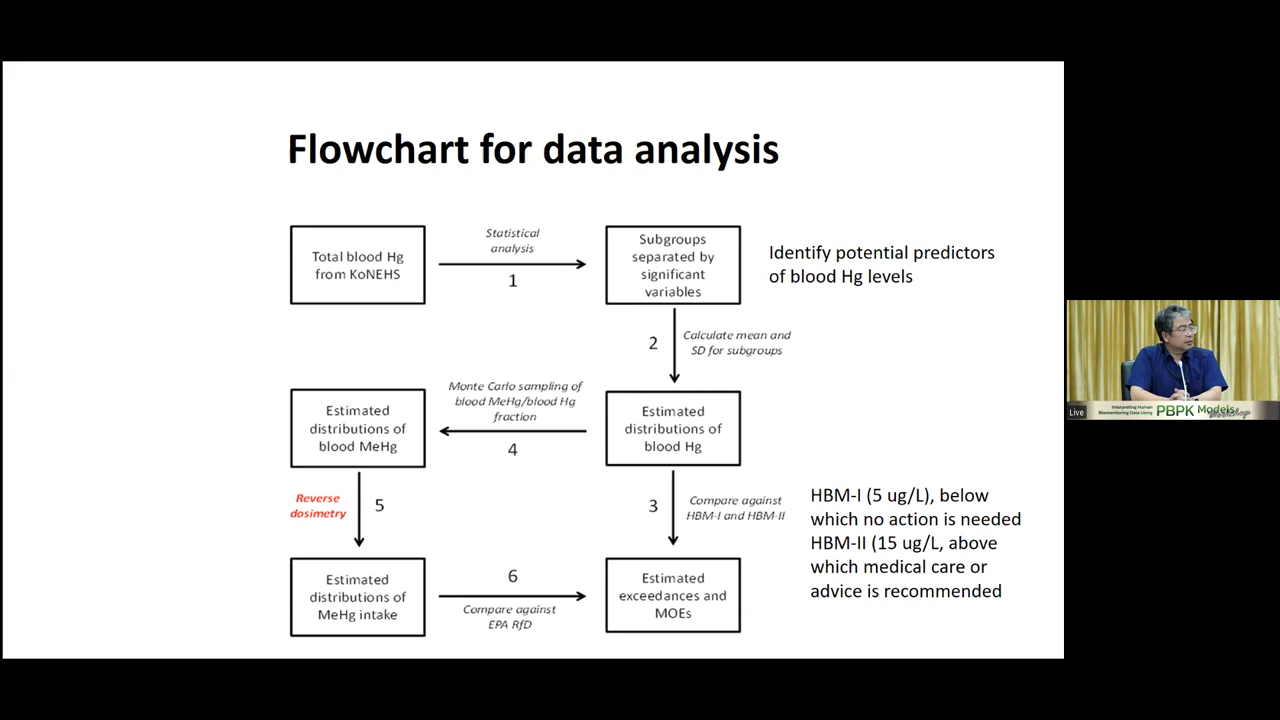 Flowchart for data analysis
Total blood Hg
from KoNEHS
Statistical
analysis
1
Subgroups
separated by
significant
variables
Identify potential predictors
of blood Hg levels
2
Calculate mean and
SD for subgroups
Estimated
distributions of
blood MeHg
Monte Carlo sampling of
blood MeHg/blood Hg
fraction
4
Estimated
distributions of
blood Hg
Reverse
dosimetry
5
3
Compare against
HBM-I and HBM-II
HBM-I (5 ug/L), below
which no action is needed
HBM-II (15 ug/L, above
which medical care or
advice is recommended
Estimated
distributions of
MeHg intake
6
Compare against
EPA RfD
Estimated
exceedances and
MOEs
Live
Interpreting Human
Biomonitoring Data Using
PBPK Models